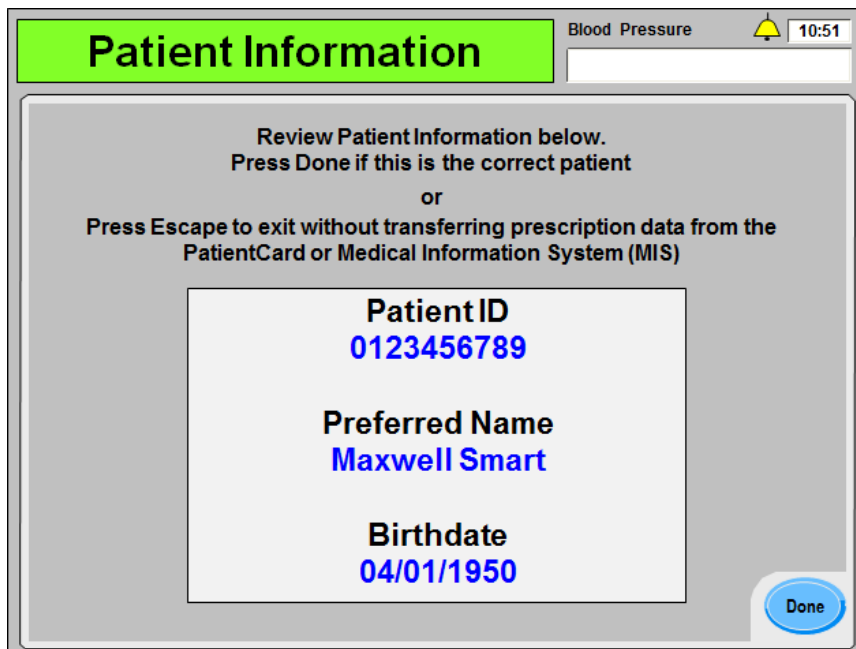 Patient Information
Blood Pressure
10:51
Review Patient Information below.
Press Done if this is the correct patient
or
Press Escape to exit without transferring prescription data from the
PatientCard or Medical Information System (MIS)
Patient ID
0123456789
Preferred Name
Maxwell Smart
Birthdate
04/01/1950
Done